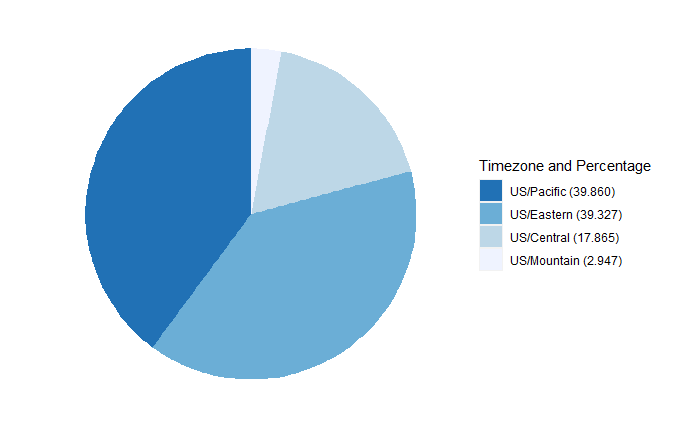 Timezone and Percentage
US/Pacific (39.860)
US/Eastern (39.327)
US/Central (17.865)
US/Mountain (2.947)